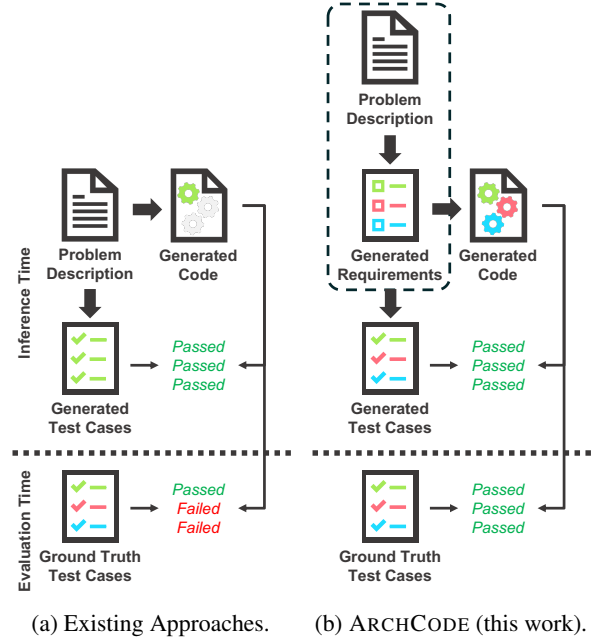 Problem
Description
Generated
Code
Inference Time
Passed
Passed
Passed
Generated
Test Cases
Evaluation Time
Passed
Failed
Failed
Ground Truth
Test Cases
(a) Existing Approaches.
Problem
Description
Generated
Requirements
Generated
Code
Passed
Passed
Passed
Generated
Test Cases
Passed
Passed
Passed
Ground Truth
Test Cases
(b) ARCHCODE (this work).